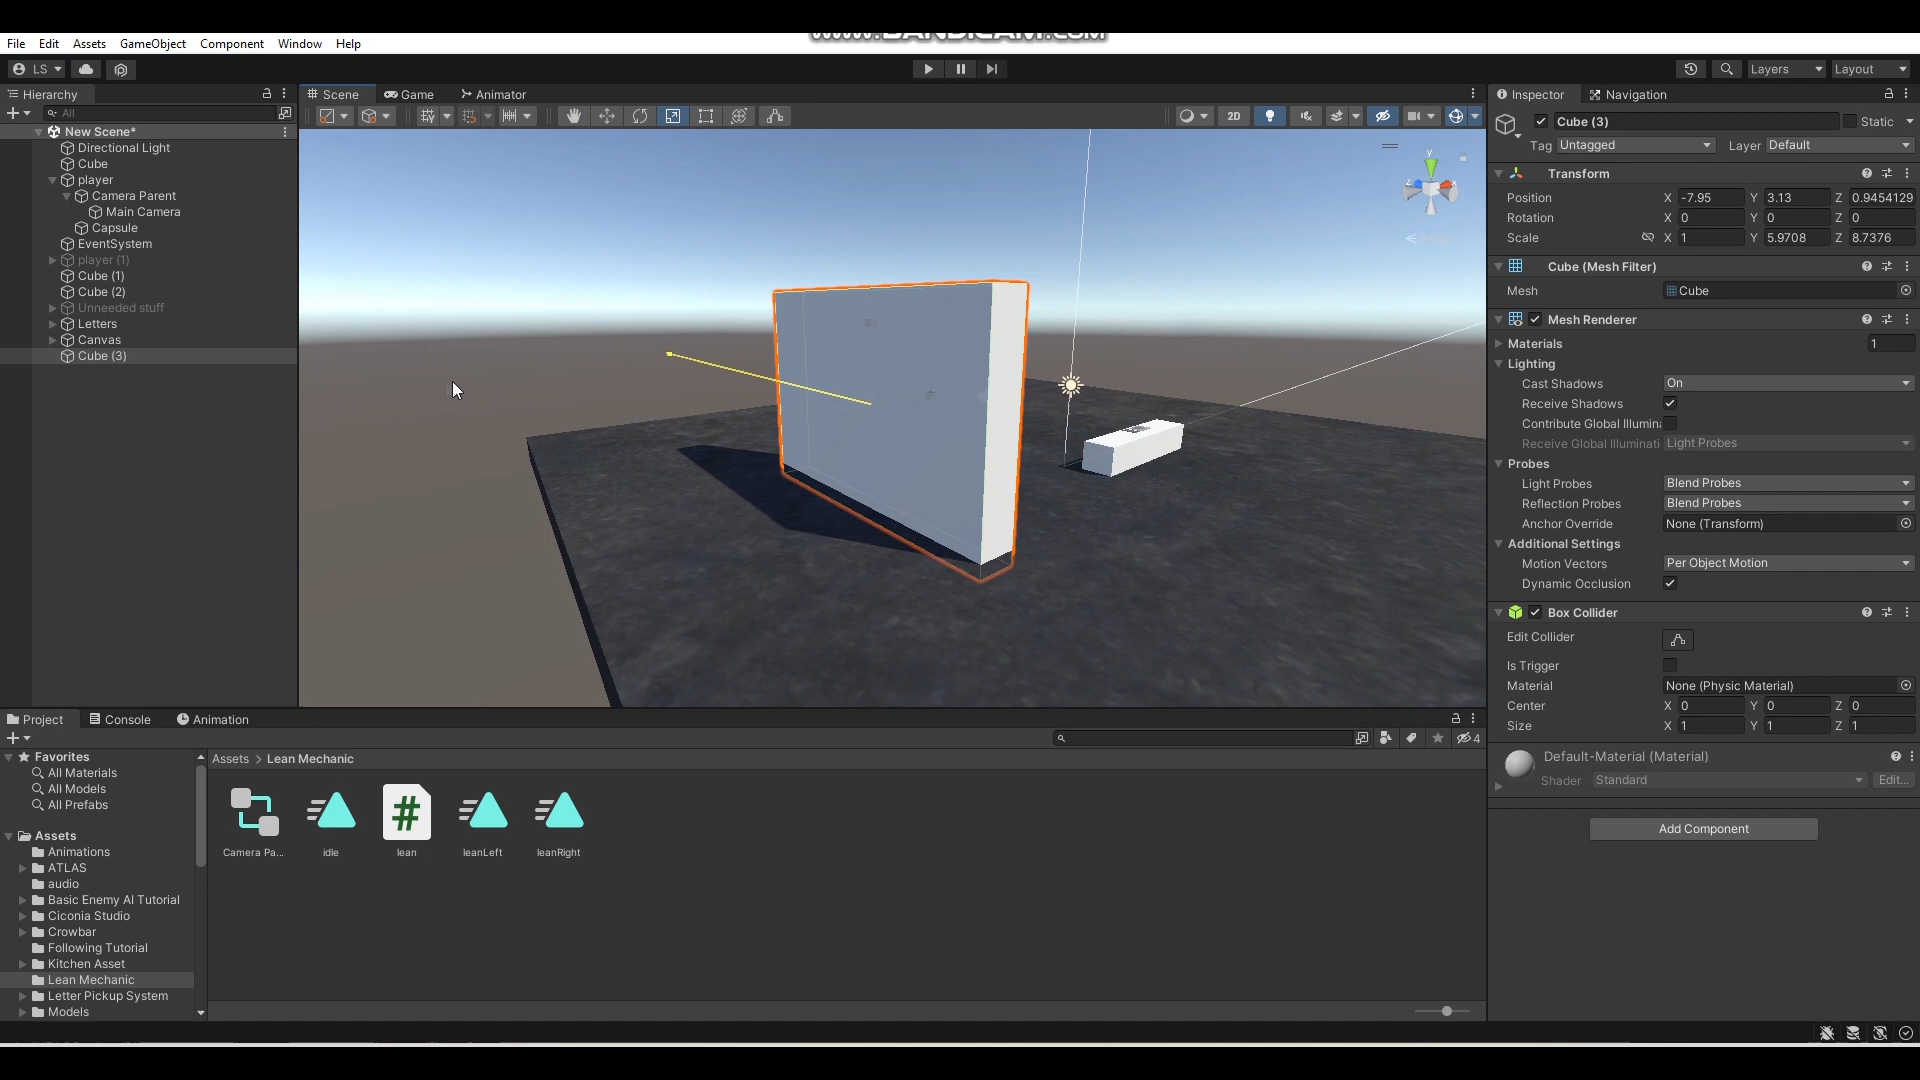 www.BANDICAM.com
File Edit Assets GameObject Component Window Help
LS
Layers Layout
Hierarchy
All
New Scene*
Directional Light
Cube
player
Camera Parent
Main Camera
Capsule
EventSystem
player (1)
Cube (1)
Cube (2)
Unneeded stuff
Letters
Canvas
Cube (3)
Scene Game Animator
2D
y
Inspector Navigation
Cube (3) Static
Tag Untagged Layer Default
Transform
Position X -7.95 Y 3.13 Z 0.9454129
Rotation X 0 Y 0 Z 0
Scale X 1 Y 5.9708 Z 8.7376
Cube (Mesh Filter)
Mesh Cube
Mesh Renderer
Materials 1
Lighting
Cast Shadows On
Receive Shadows
Contribute Global Illumin
Receive Global Illuminati Light Probes
Probes
Light Probes Blend Probes
Reflection Probes Blend Probes
Anchor Override None (Transform)
Additional Settings
Motion Vectors Per Object Motion
Dynamic Occlusion
Box Collider
Edit Collider
Is Trigger
Material None (Physic Material)
Center X 0 Y 0 Z 0
Size X 1 Y 1 Z 1
Default-Material (Material)
Shader Standard Edit...
Add Component
Project Console Animation
4
Favorites
All Materials
All Models
All Prefabs
Assets
Animations
ATLAS
audio
Basic Enemy AI Tutorial
Ciconia Studio
Crowbar
Following Tutorial
Kitchen Asset
Lean Mechanic
Letter Pickup System
Models
Assets > Lean Mechanic
Camera Pa... idle lean leanLeft leanRight